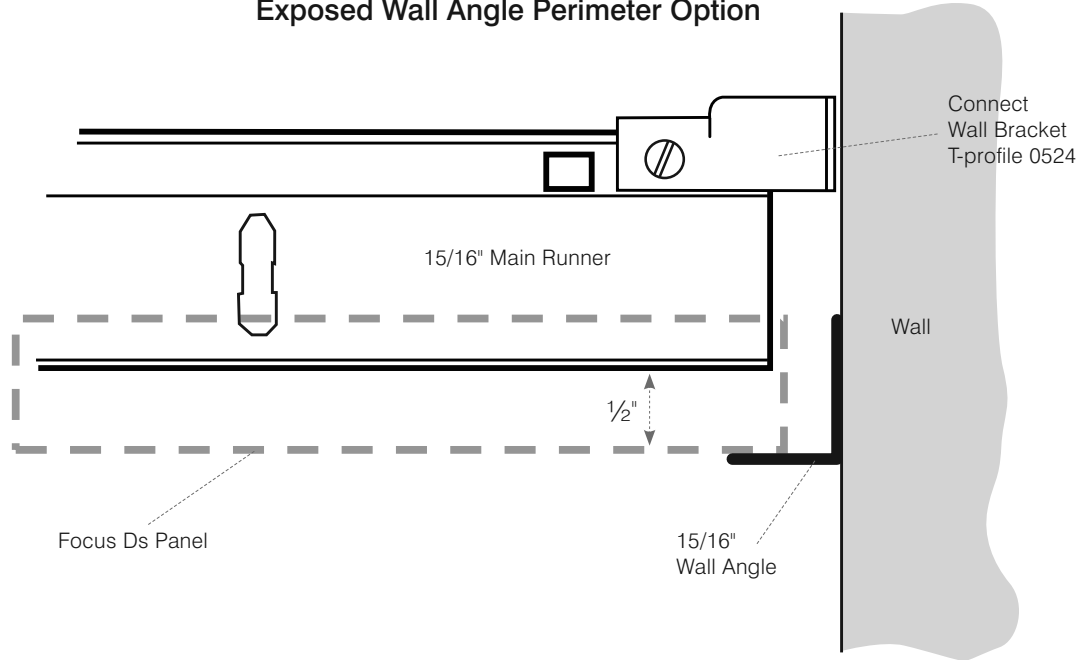 Exposed Wall Angle Perimeter Option
Connect
Wall Bracket
T-profile 0524
15/16" Main Runner
Wall
½"
Focus Ds Panel
15/16"
Wall Angle